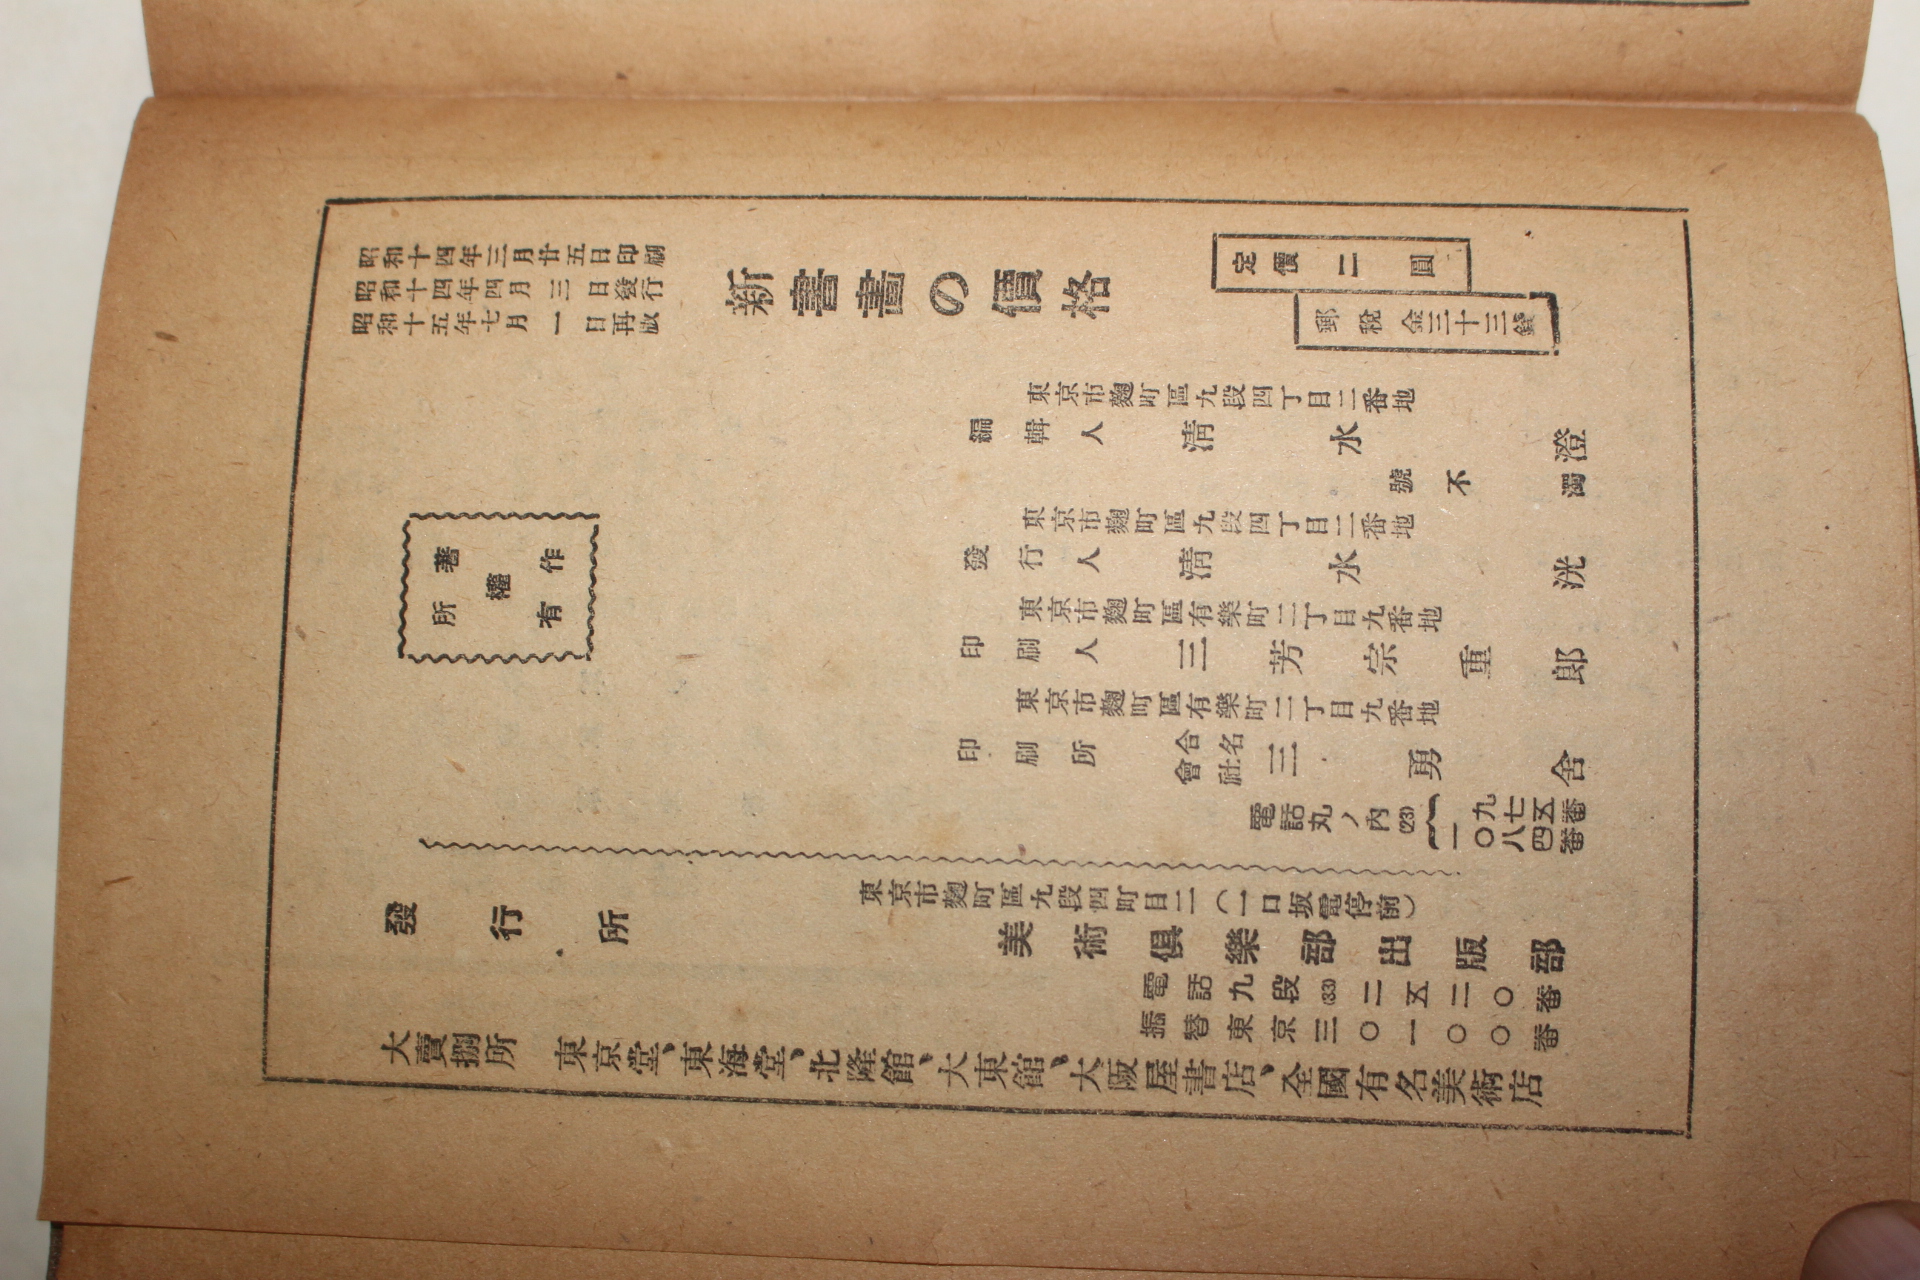 昭和十四年三月廿五日印刷
昭和十四年四月三日發行
昭和十五年七月一日再版
新書畫の價格
定價二圓
郵税金三十三錢
東京市麴町區九段四丁目二番地
編輯人 清水澄
號不濁
東京市麴町區九段四丁目二番地
發行人 清水洸
東京市麴町區有樂町二丁目九番地
印刷人 三芳宗重郎
東京市麴町區有樂町二丁目九番地
印刷所 合名會社 三勇舍
電話丸ノ内(23)
九七五番
一〇八四番
著作
權
所有
發行所
東京市麴町區九段四町目二(一口坂電停前)
美術俱樂部出版部
電話九段(33)二五二〇番
振替東京三〇一〇〇番
大賣捌所 東京堂、東海堂、北隆館、大東館、大阪屋書店、全國有名美術店